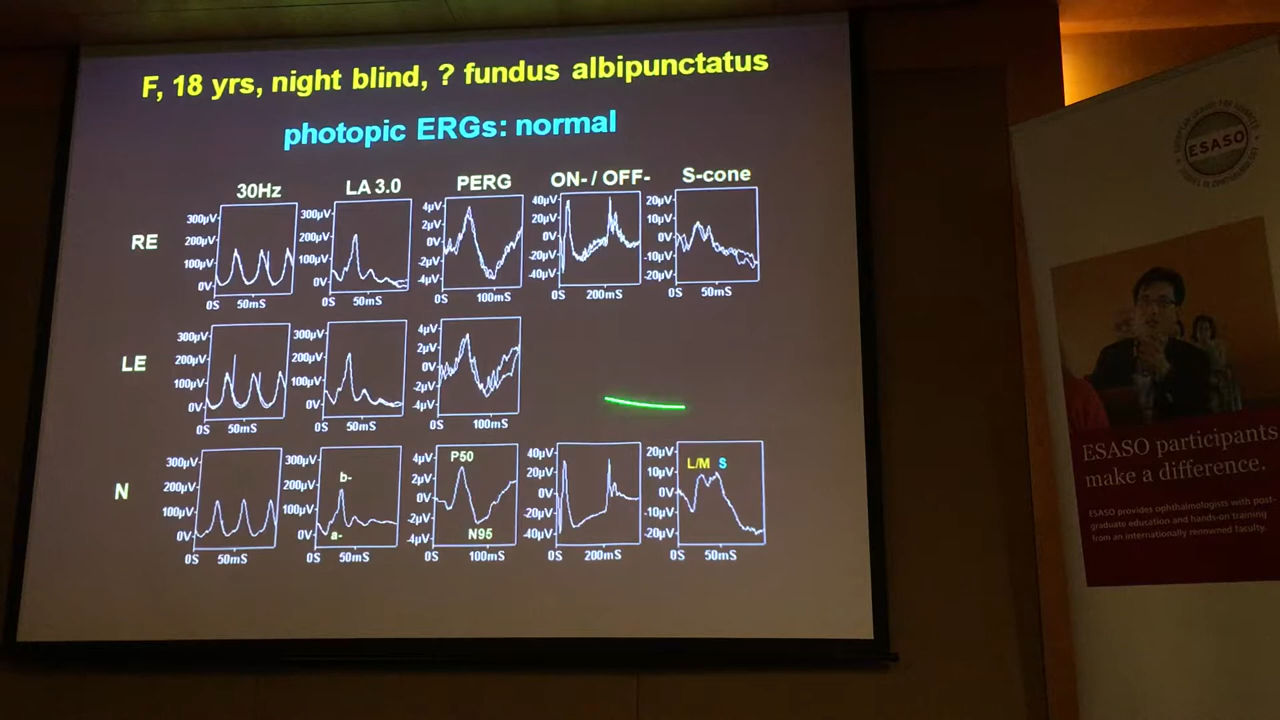 F, 18 yrs, night blind, ? fundus albipunctatus
photopic ERGs: normal
30Hz LA 3.0 PERG ON- / OFF- S-cone
RE
300µV 200µV 100µV 0V
0S 50mS
300µV 200µV 100µV 0V
0S 50mS
4µV 2µV 0V -2µV -4µV
0S 100mS
40µV 20µV 0V -20µV -40µV
0S 200mS
20µV 10µV 0V -10µV -20µV
0S 50mS
LE
300µV 200µV 100µV 0V
0S 50mS
300µV 200µV 100µV 0V
0S 50mS
4µV 2µV 0V -2µV -4µV
0S 100mS
N
300µV 200µV 100µV 0V
0S 50mS
300µV 200µV 100µV 0V
b-
a-
0S 50mS
4µV 2µV 0V -2µV -4µV
P50
N95
0S 100mS
40µV 20µV 0V -20µV -40µV
0S 200mS
20µV 10µV 0V -10µV -20µV
L/M S
0S 50mS
ESASO
ESASO participants
make a difference.
ESASO provides ophthalmologists with post-
graduate education and hands-on training
from an internationally renowned faculty.